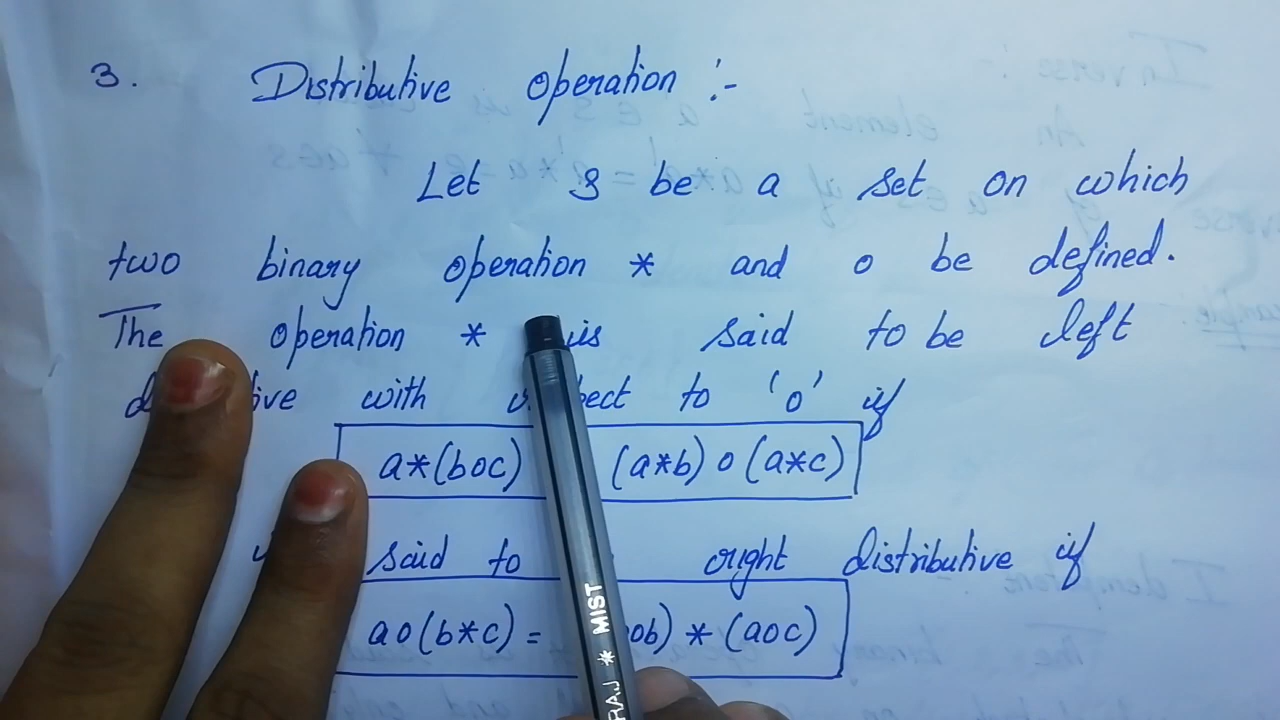 3. Distributive operation :-
Let S be a set on which
two binary operation * and o be defined.
The operation * is said to be left
with to 'o' if
a*(boc) (a*b) o (a*c)
said to right distributive if
ao(b*c) = ob) * (aoc)
RAJ * MIST